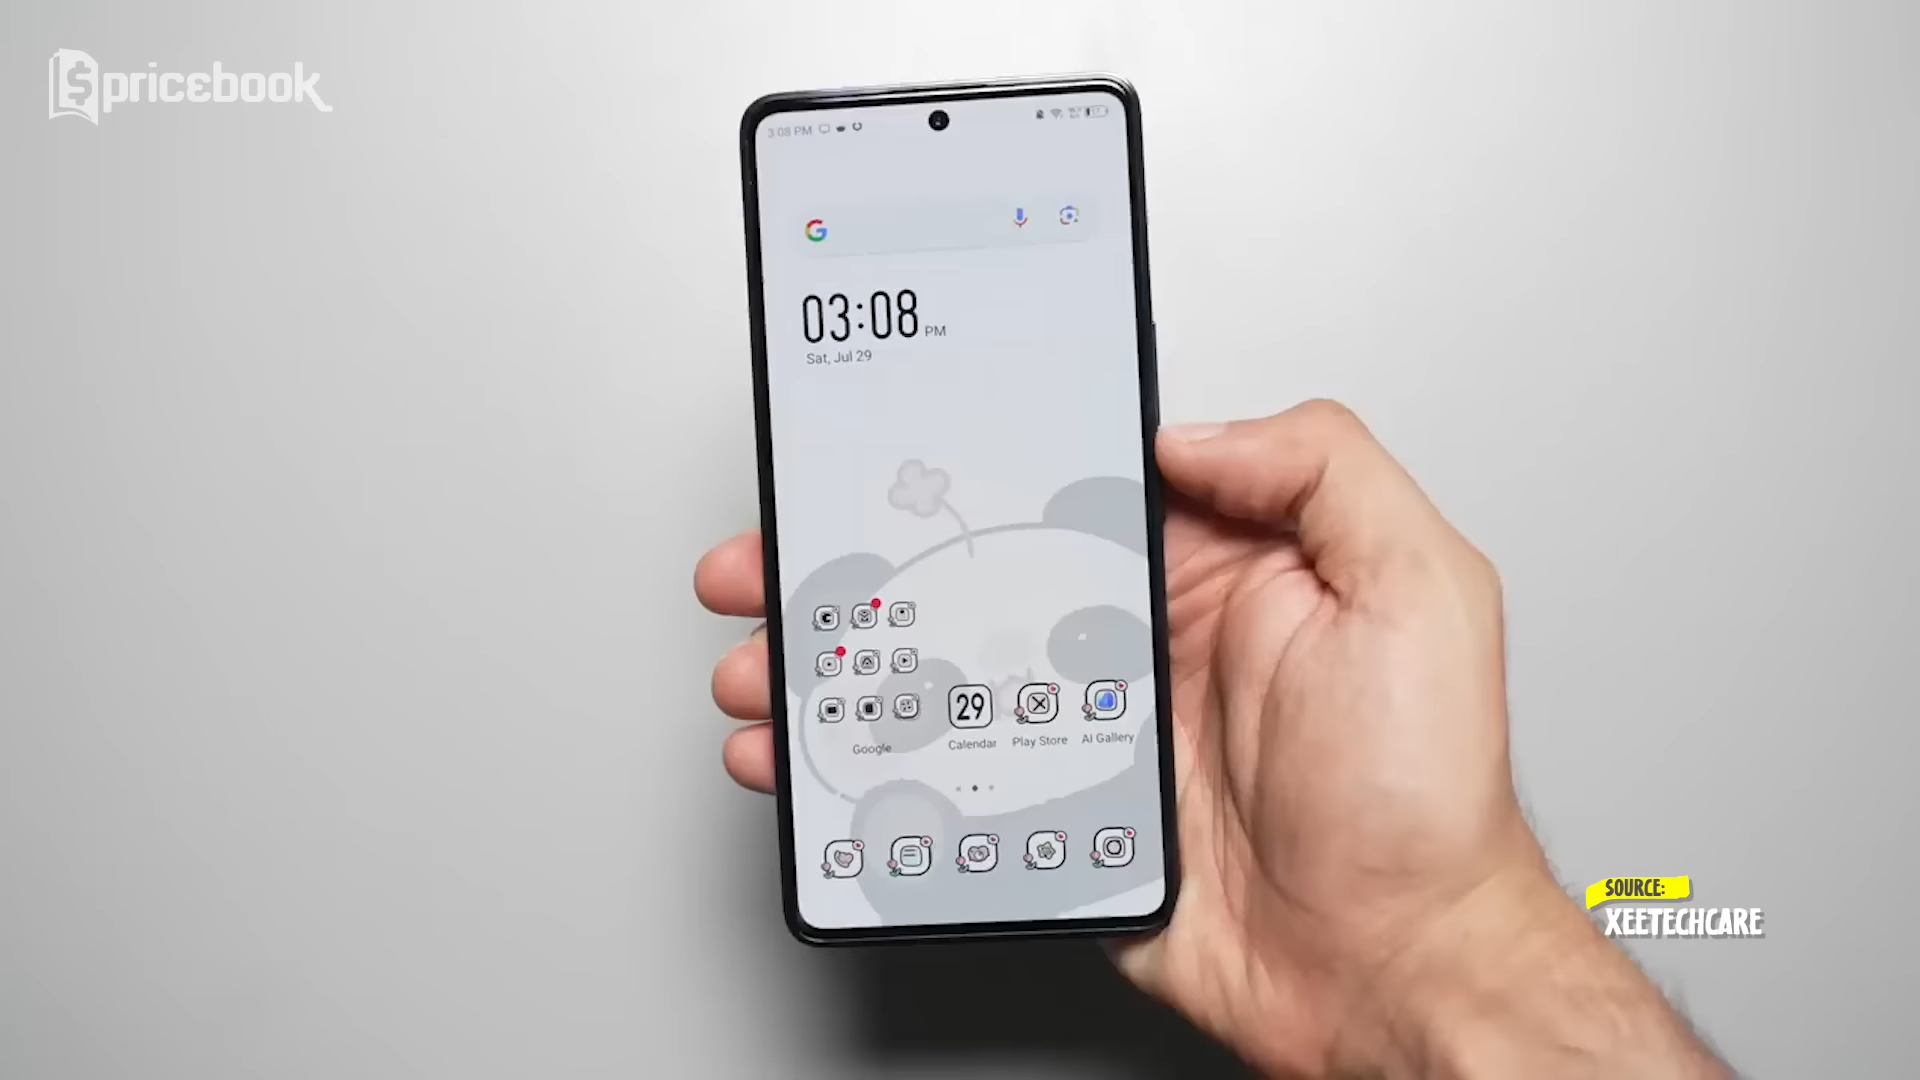 pricebook
3:08 PM
03:08 PM
Sat, Jul 29
29
Google
Calendar
Play Store
AI Gallery
SOURCE:
XEETECHCARE